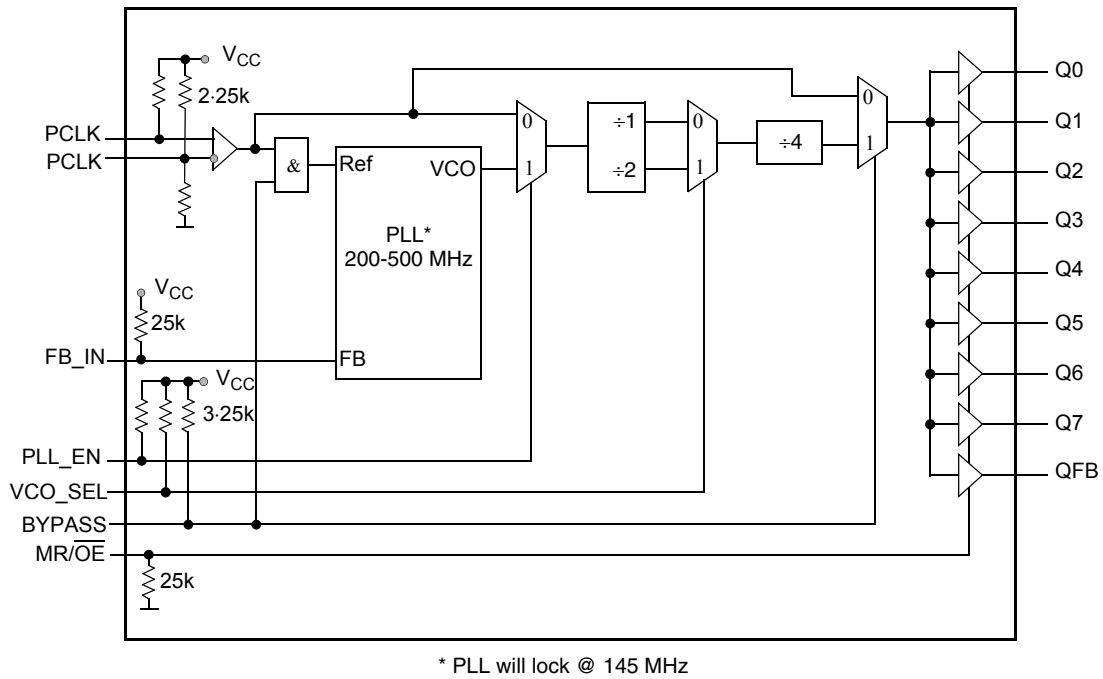 VCC
2·25k
PCLK
PCLK
&
Ref
VCO
PLL*
200-500 MHz
FB
0
1
÷1
÷2
0
1
÷4
0
1
Q0
Q1
Q2
Q3
Q4
Q5
Q6
Q7
QFB
VCC
25k
FB_IN
VCC
3·25k
PLL_EN
VCO_SEL
BYPASS
MR/OE
25k
* PLL will lock @ 145 MHz